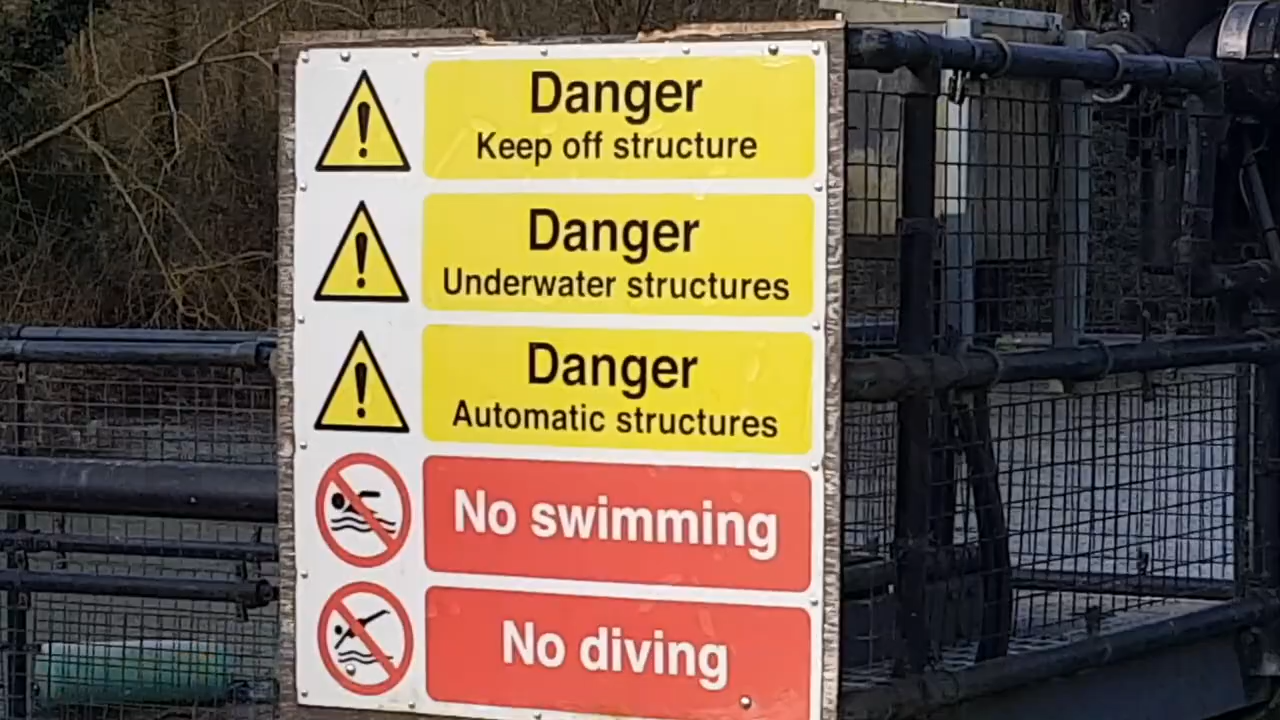 Danger
Keep off structure
Danger
Underwater structures
Danger
Automatic structures
No swimming
No diving